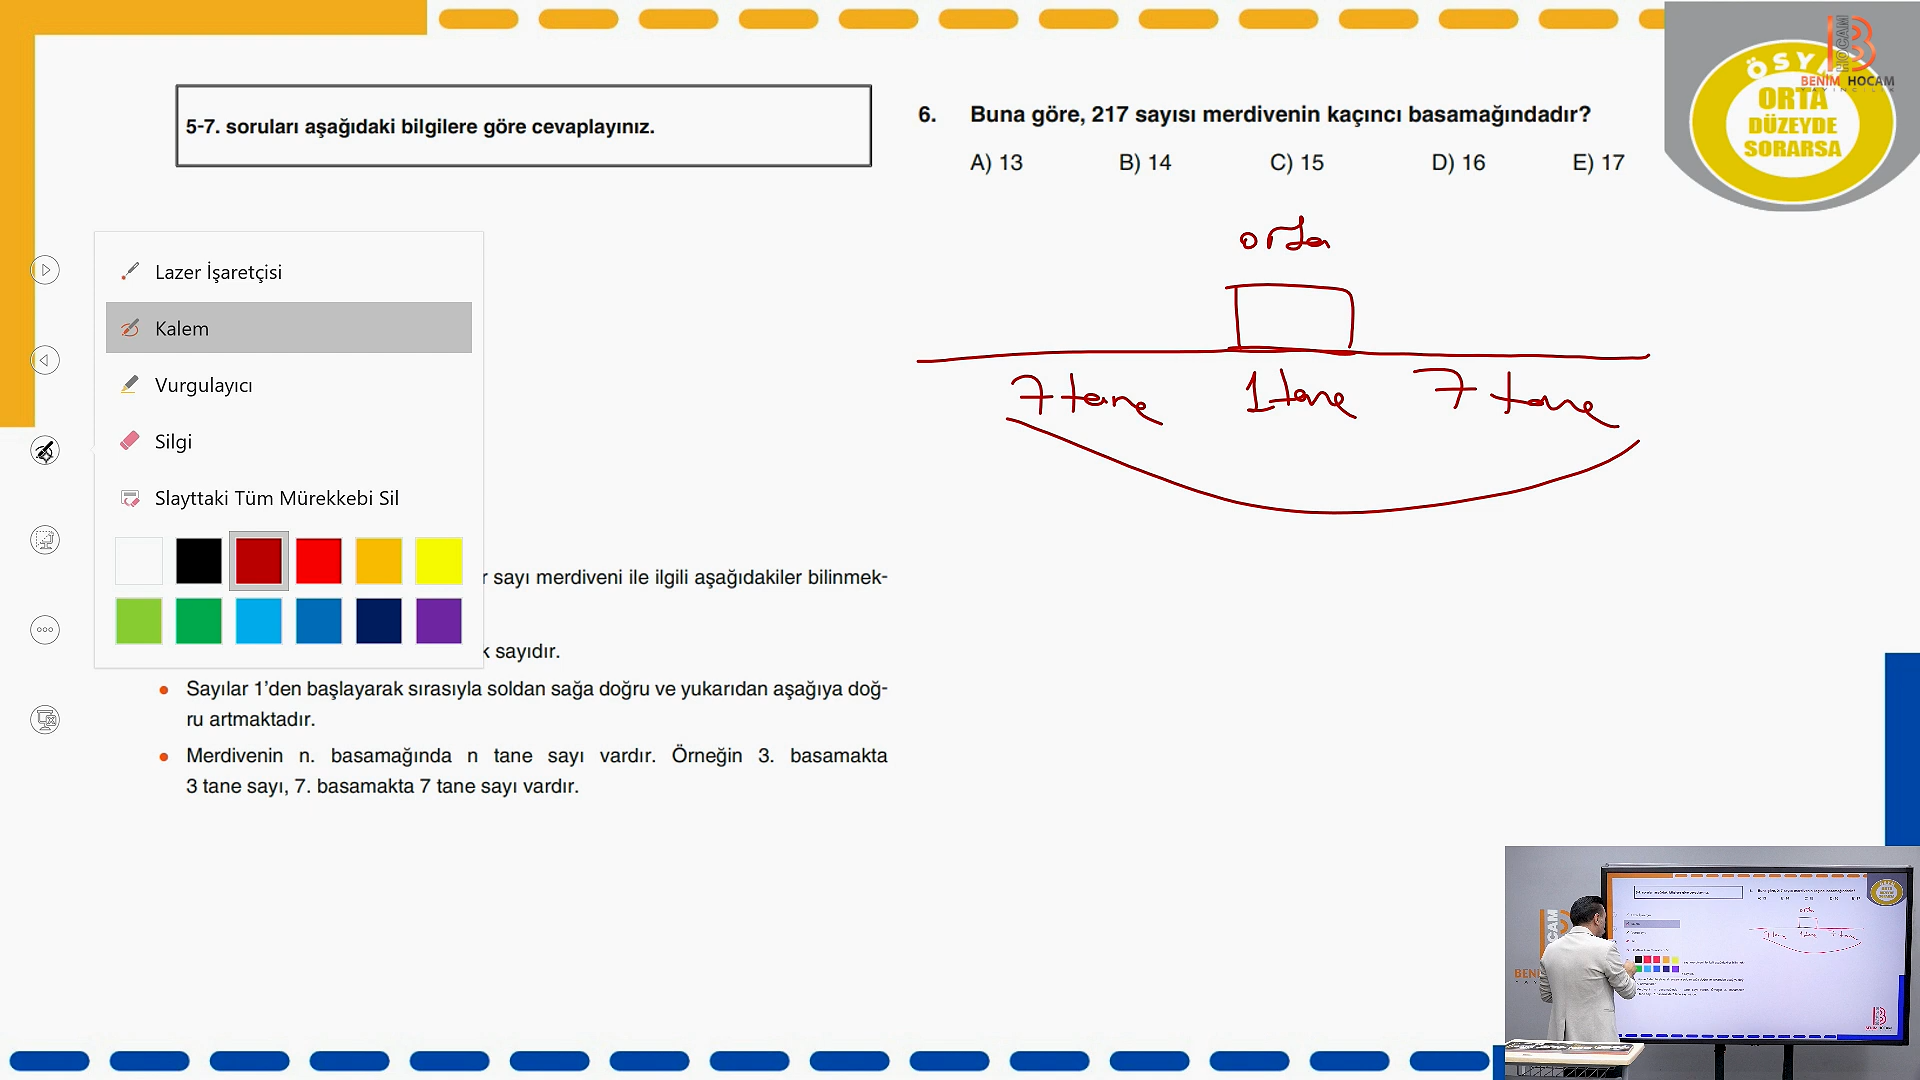 5-7. soruları aşağıdaki bilgilere göre cevaplayınız.
Lazer İşaretçisi
Kalem
Vurgulayıcı
Silgi
Slayttaki Tüm Mürekkebi Sil
r sayı merdiveni ile ilgili aşağıdakiler bilinmek-
k sayıdır.
• Sayılar 1’den başlayarak sırasıyla soldan sağa doğru ve yukarıdan aşağıya doğ-
ru artmaktadır.
• Merdivenin n. basamağında n tane sayı vardır. Örneğin 3. basamakta
3 tane sayı, 7. basamakta 7 tane sayı vardır.
6. Buna göre, 217 sayısı merdivenin kaçıncı basamağındadır?
A) 13 B) 14 C) 15 D) 16 E) 17
orta
7 tane 1 tane 7 tane
ÖSYM
ORTA
DÜZEYDE
SORARSA
B HOCAM
BENİM HOCAM
YAYINCILIK